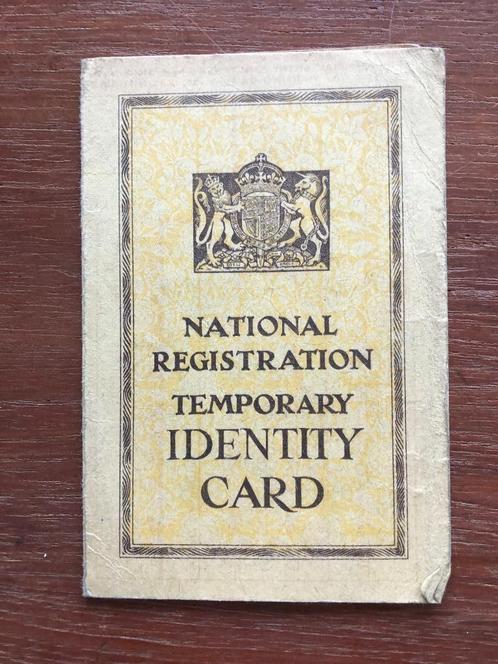 NATIONAL
REGISTRATION
TEMPORARY
IDENTITY
CARD